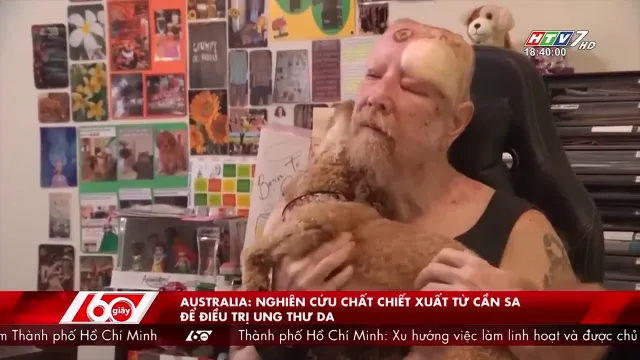 HTV7 HD
18:40:00
60 giây
AUSTRALIA: NGHIÊN CỨU CHẤT CHIẾT XUẤT TỪ CẦN SA
ĐỂ ĐIỀU TRỊ UNG THƯ DA
m Thành phố Hồ Chí Minh Thành phố Hồ Chí Minh: Xu hướng việc làm linh hoạt và được chủ